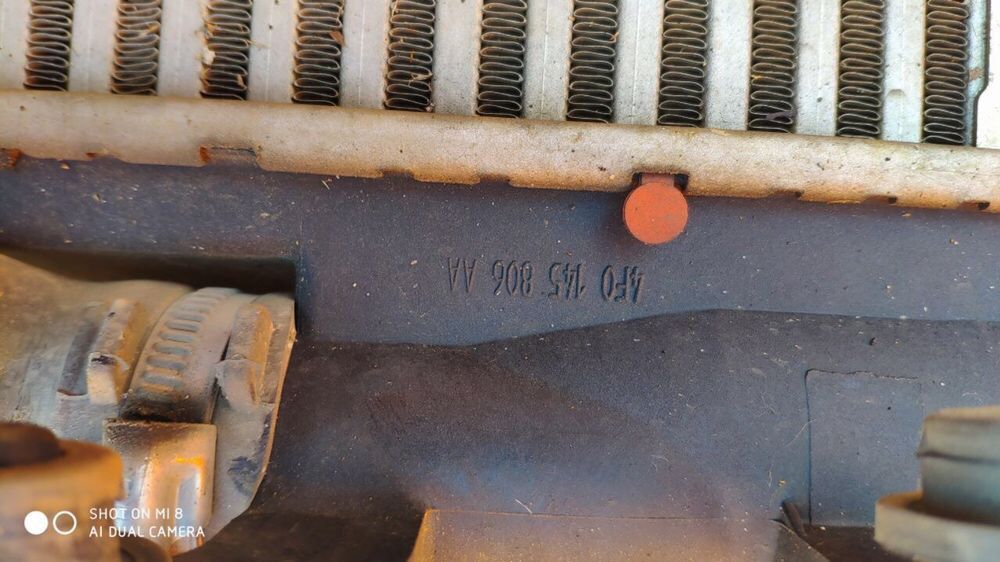 4F0 145 806 AA
SHOT ON MI 8
AI DUAL CAMERA